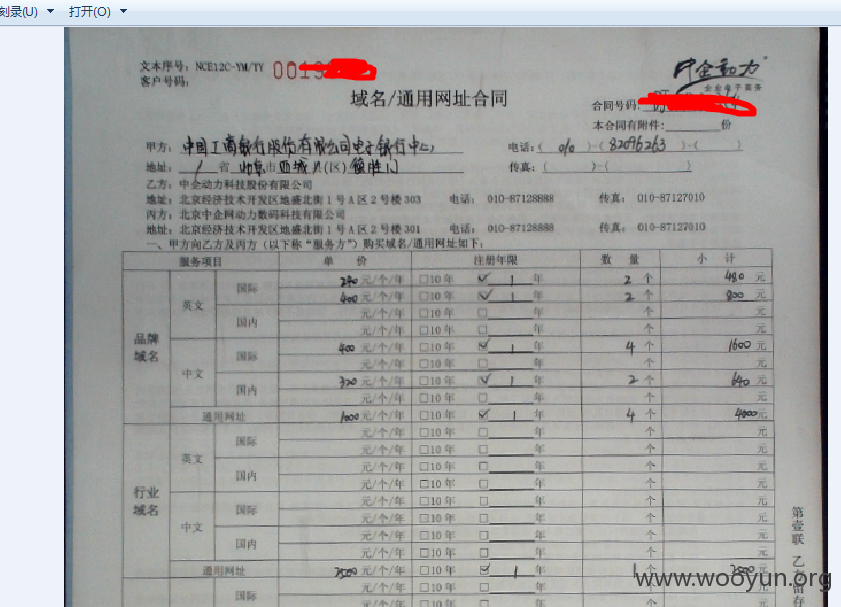 刻录(U) 打开(O)
文本序号: NCE12C-YM/TY 001
客户号码:
中企动力
企业电子商务
域名/通用网址合同
合同号码:
本合同有附件: 份
甲方: 中国工商银行股份有限公司电子银行中心 电话:( 010 )-( 82096263 )-( )
地址: / 省 北京 市 西城 县(区) 传真:( )-( )
乙方: 中企动力科技股份有限公司
地址: 北京经济技术开发区地盛北街1号A区2号楼303 电话: 010-87128888 传真: 010-87127010
丙方: 北京中企网动力数码科技有限公司
地址: 北京经济技术开发区地盛北街1号A区2号楼301 电话: 010-87128888 传真: 010-87127010
一、甲方向乙方及丙方(以下称“服务方”)购买域名/通用网址如下:
服务项目 单 价 注册年限 数 量 小 计
品牌域名 英文 国际 240 元/个/年 □10年 ☑ 1 年 2 个 480 元
400 元/个/年 □10年 ☑ 1 年 2 个 800 元
国内 元/个/年 □10年 □ 年 个 元
元/个/年 □10年 □ 年 个 元
中文 国际 400 元/个/年 □10年 ☑ 1 年 4 个 1600 元
元/个/年 □10年 □ 年 个 元
国内 320 元/个/年 □10年 ☑ 1 年 2 个 640 元
元/个/年 □10年 □ 年 个 元
通用网址 1000 元/个/年 □10年 ☑ 1 年 4 个 4000 元
行业域名 英文 国际 元/个/年 □10年 □ 年 个 元
元/个/年 □10年 □ 年 个 元
国内 元/个/年 □10年 □ 年 个 元
元/个/年 □10年 □ 年 个 元
中文 国际 元/个/年 □10年 □ 年 个 元
元/个/年 □10年 □ 年 个 元
国内 元/个/年 □10年 □ 年 个 元
元/个/年 □10年 □ 年 个 元
通用网址 3500 元/个/年 □10年 ☑ 1 年 1 个 元
国际 元/个/年 □10年 □ 年 个 元
第壹联 乙 留存
www.wooyun.org